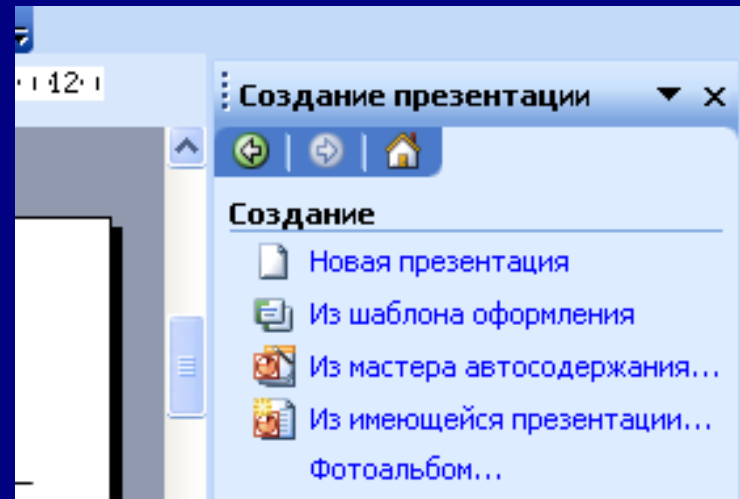 12
Создание презентации
Создание
Новая презентация
Из шаблона оформления
Из мастера автосодержания...
Из имеющейся презентации...
Фотоальбом...